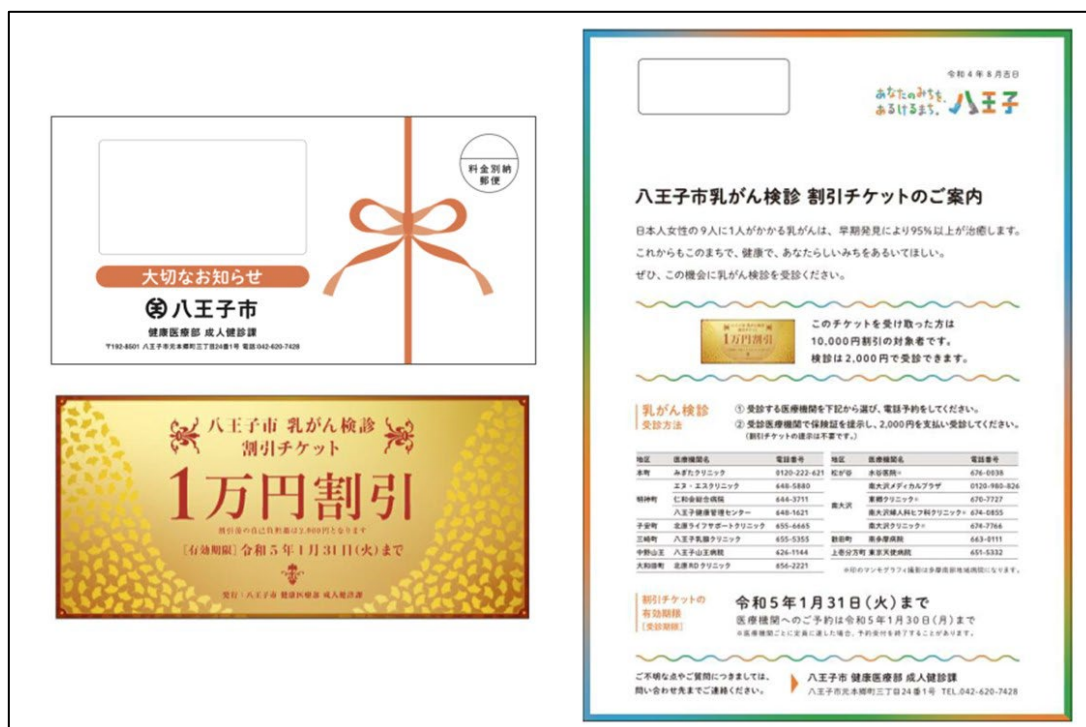 料金別納
郵便
大切なお知らせ
八王子市
健康医療部 成人健診課
〒192-8501 八王子市元本郷町三丁目24番1号 電話:042-620-7428
八王子市 乳がん検診
割引チケット
1万円割引
割引後の自己負担額は2,000円となります
[有効期限] 令和5年1月31日(火)まで
発行:八王子市 健康医療部 成人健診課
令和4年8月吉日
あなたのみちを、
あるけるまち。八王子
八王子市乳がん検診 割引チケットのご案内
日本人女性の9人に1人がかかる乳がんは、早期発見により95%以上が治癒します。
これからもこのまちで、健康で、あなたらしいみちをあるいてほしい。
ぜひ、この機会に乳がん検診を受診ください。
1万円割引
このチケットを受け取った方は
10,000円割引の対象者です。
検診は2,000円で受診できます。
乳がん検診
受診方法
① 受診する医療機関を下記から選び、電話予約をしてください。
② 受診医療機関で保険証を提示し、2,000円を支払い受診してください。
(割引チケットの提示は不要です。)
地区 医療機関名 電話番号 地区 医療機関名 電話番号
本町 みぎたクリニック 0120-222-621 松が谷 水谷医院※ 676-0038
エヌ・エスクリニック 648-5880 南大沢メディカルプラザ 0120-980-826
明神町 仁和会総合病院 644-3711 南大沢 東郷クリニック※ 670-7727
八王子健康管理センター 648-1621 南大沢婦人科ヒフ科クリニック※ 674-0855
子安町 北原ライフサポートクリニック 655-6665 南大沢クリニック※ 674-7766
三崎町 八王子乳腺クリニック 655-5355 南多摩病院 663-0111
中野山王 八王子山王病院 626-1144 上壱分方町 東京天使病院 651-5332
大和田町 北原RDクリニック 656-2221
※印のマンモグラフィ撮影は多摩南部地域病院になります。
割引チケットの
有効期限
[受診期限]
令和5年1月31日(火)まで
医療機関へのご予約は令和5年1月30日(月)まで
※医療機関ごとに定員に達した場合、予約受付を終了することがあります。
ご不明な点やご質問につきましては、
問い合わせ先までご連絡ください。
八王子市 健康医療部 成人健診課
八王子市元本郷町三丁目24番1号 TEL.042-620-7428